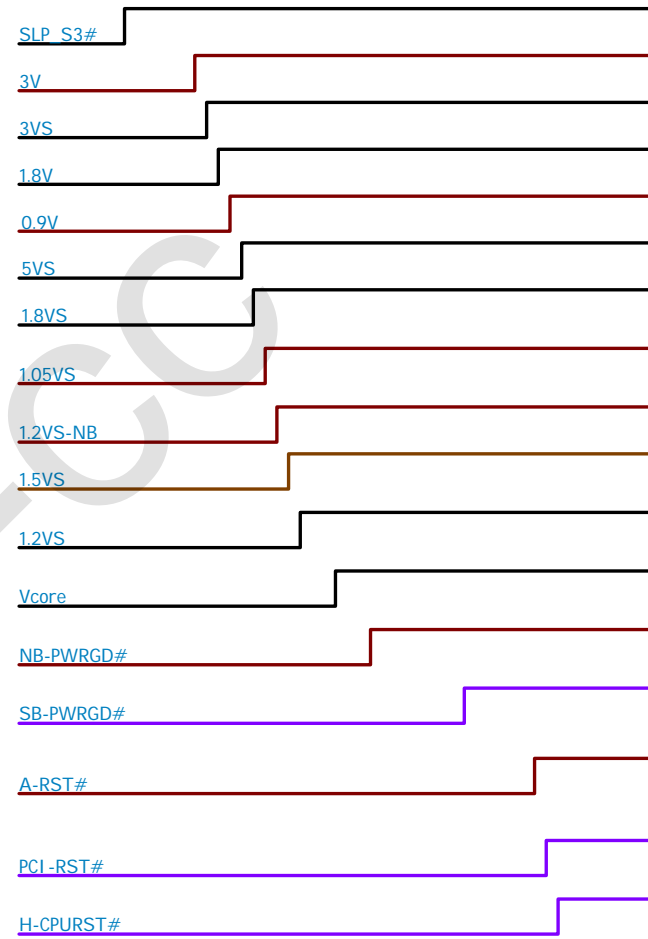 SLP_S3#
3V
3VS
1.8V
0.9V
5VS
1.8VS
1.05VS
1.2VS-NB
1.5VS
1.2VS
Vcore
NB-PWRGD#
SB-PWRGD#
A-RST#
PCI-RST#
H-CPURST#
CC